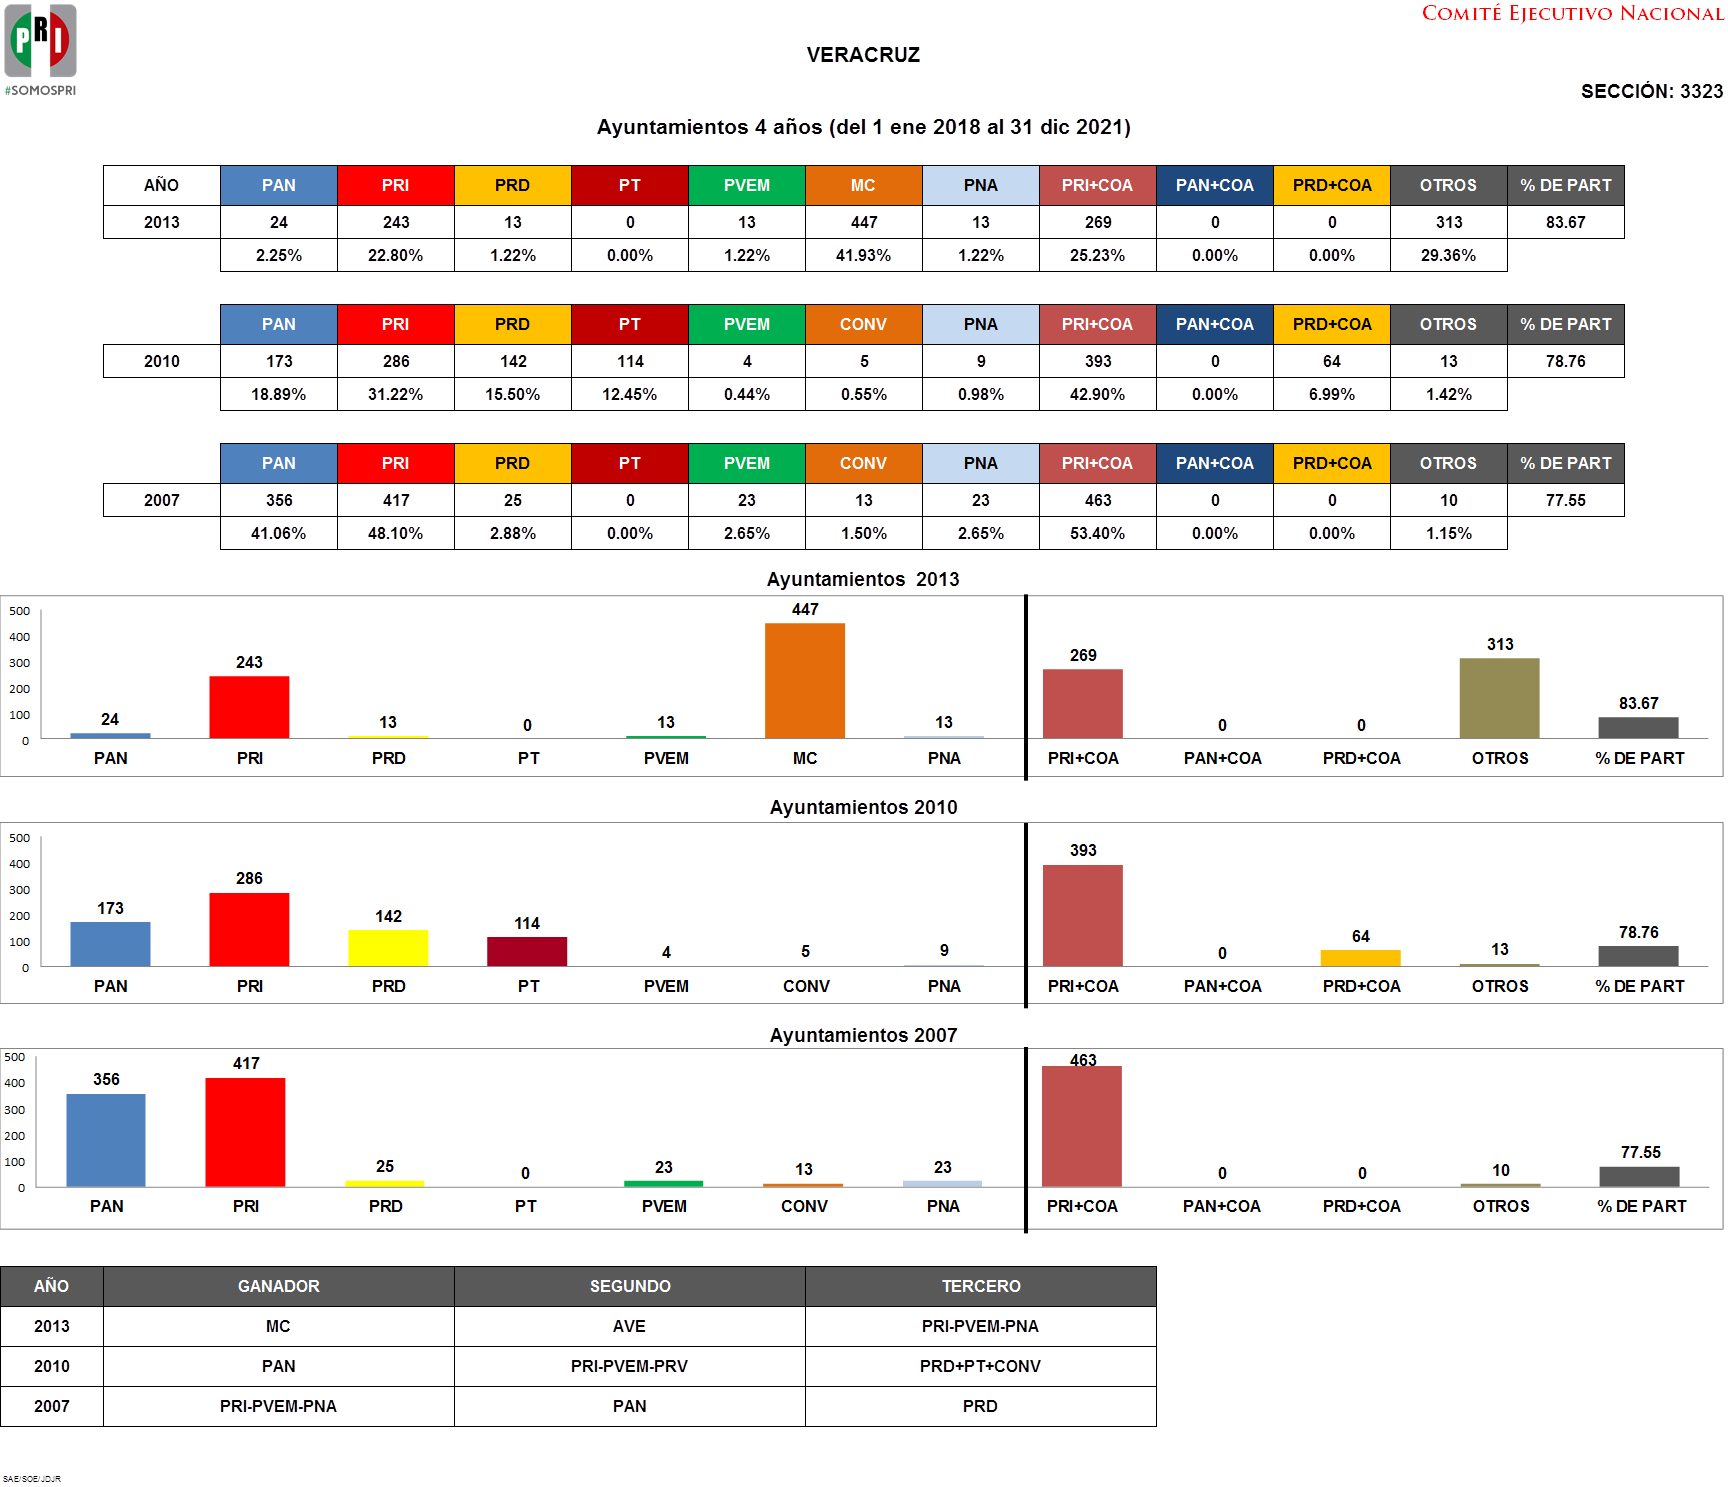 PRI
#SOMOSPRI
COMITÉ EJECUTIVO NACIONAL
VERACRUZ
SECCIÓN: 3323
Ayuntamientos 4 años (del 1 ene 2018 al 31 dic 2021)
AÑO PAN PRI PRD PT PVEM MC PNA PRI+COA PAN+COA PRD+COA OTROS % DE PART
2013 24 243 13 0 13 447 13 269 0 0 313 83.67
2.25% 22.80% 1.22% 0.00% 1.22% 41.93% 1.22% 25.23% 0.00% 0.00% 29.36%
PAN PRI PRD PT PVEM CONV PNA PRI+COA PAN+COA PRD+COA OTROS % DE PART
2010 173 286 142 114 4 5 9 393 0 64 13 78.76
18.89% 31.22% 15.50% 12.45% 0.44% 0.55% 0.98% 42.90% 0.00% 6.99% 1.42%
PAN PRI PRD PT PVEM CONV PNA PRI+COA PAN+COA PRD+COA OTROS % DE PART
2007 356 417 25 0 23 13 23 463 0 0 10 77.55
41.06% 48.10% 2.88% 0.00% 2.65% 1.50% 2.65% 53.40% 0.00% 0.00% 1.15%
Ayuntamientos 2013
500
400
300
200
100
0
24 243 13 0 13 447 13 269 0 0 313 83.67
PAN PRI PRD PT PVEM MC PNA PRI+COA PAN+COA PRD+COA OTROS % DE PART
Ayuntamientos 2010
500
400
300
200
100
0
173 286 142 114 4 5 9 393 0 64 13 78.76
PAN PRI PRD PT PVEM CONV PNA PRI+COA PAN+COA PRD+COA OTROS % DE PART
Ayuntamientos 2007
500
400
300
200
100
0
356 417 25 0 23 13 23 463 0 0 10 77.55
PAN PRI PRD PT PVEM CONV PNA PRI+COA PAN+COA PRD+COA OTROS % DE PART
AÑO GANADOR SEGUNDO TERCERO
2013 MC AVE PRI-PVEM-PNA
2010 PAN PRI-PVEM-PRV PRD+PT+CONV
2007 PRI-PVEM-PNA PAN PRD
SAE/SOE/JDJR